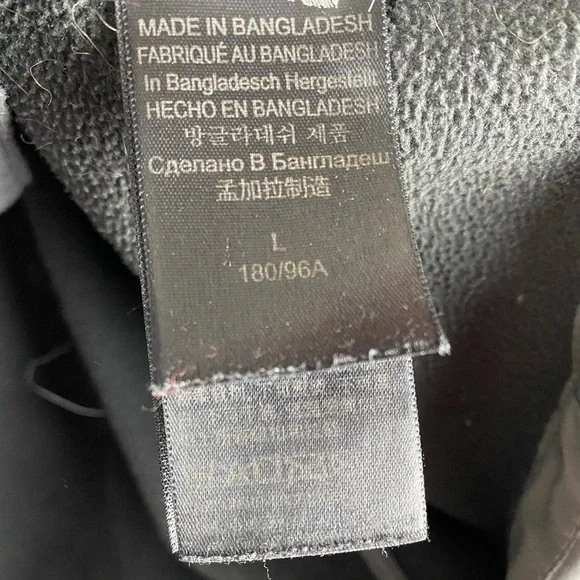 MADE IN BANGLADESH
FABRIQUÉ AU BANGLADESH
In Bangladesch Hergestellt
HECHO EN BANGLADESH
방글라데쉬 제품
Сделано В Бангладеш
孟加拉制造
L
180/96A